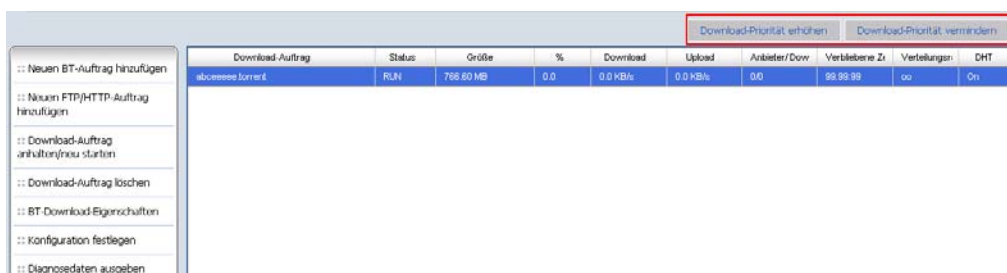 Download-Priorität erhöhen Download-Priorität vermindern
Download-Auftrag Status Größe % Download Upload Anbieter/Dow Verbliebene Ze Verteilungsr DHT
abceeeee.torrent RUN 766.60 MB 0.0 0.0 KB/s 0.0 KB/s 0/0 99:99:99 oo On
:: Neuen BT-Auftrag hinzufügen
:: Neuen FTP/HTTP-Auftrag
hinzufügen
:: Download-Auftrag
anhalten/neu starten
:: Download-Auftrag löschen
:: BT-Download-Eigenschaften
:: Konfiguration festlegen
:: Diagnosedaten ausgeben